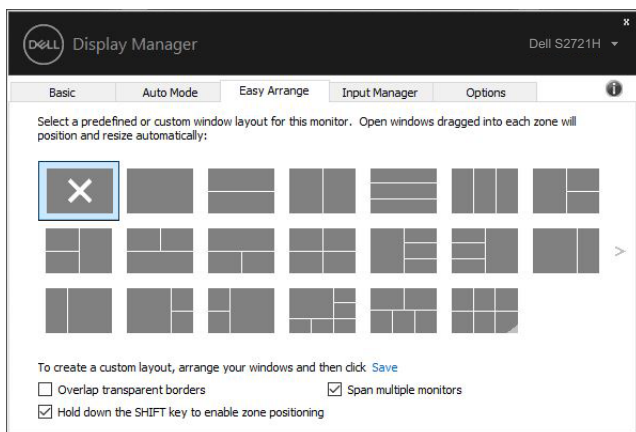 x
DELL Display Manager
Dell S2721H
Basic Auto Mode Easy Arrange Input Manager Options i
Select a predefined or custom window layout for this monitor. Open windows dragged into each zone will
position and resize automatically:
>
To create a custom layout, arrange your windows and then click Save
Overlap transparent borders
Span multiple monitors
Hold down the SHIFT key to enable zone positioning